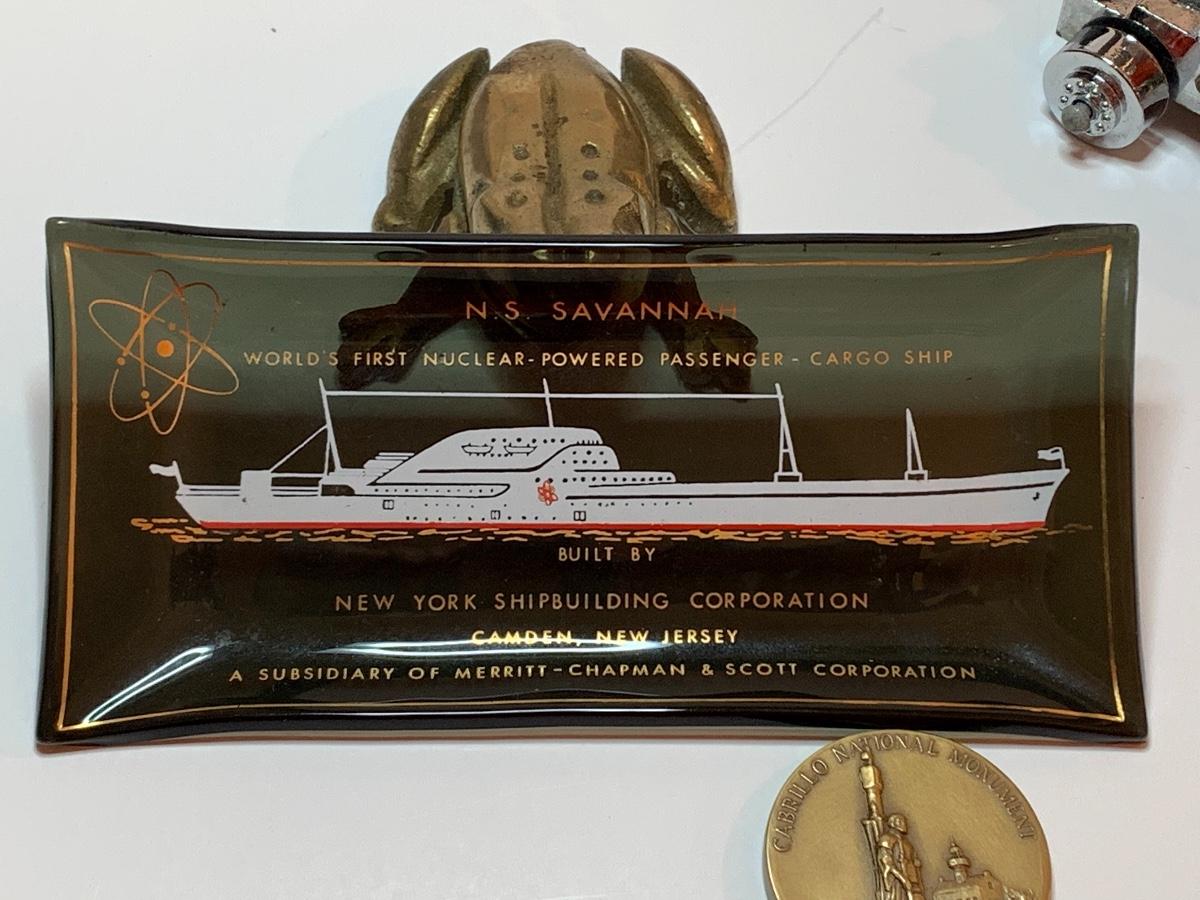 N.S. SAVANNAH
WORLD'S FIRST NUCLEAR-POWERED PASSENGER-CARGO SHIP
BUILT BY
NEW YORK SHIPBUILDING CORPORATION
CAMDEN, NEW JERSEY
A SUBSIDIARY OF MERRITT-CHAPMAN & SCOTT CORPORATION
CABRILLO NATIONAL MONUMENT